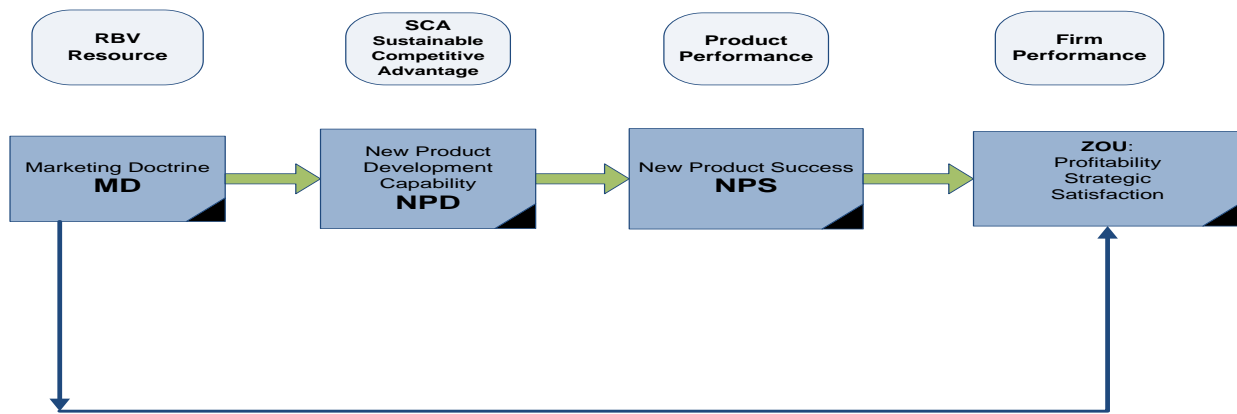 RBV
Resource
SCA
Sustainable
Competitive
Advantage
Product
Performance
Firm
Performance
Marketing Doctrine
MD
New Product
Development
Capability
NPD
New Product Success
NPS
ZOU:
Profitability
Strategic
Satisfaction